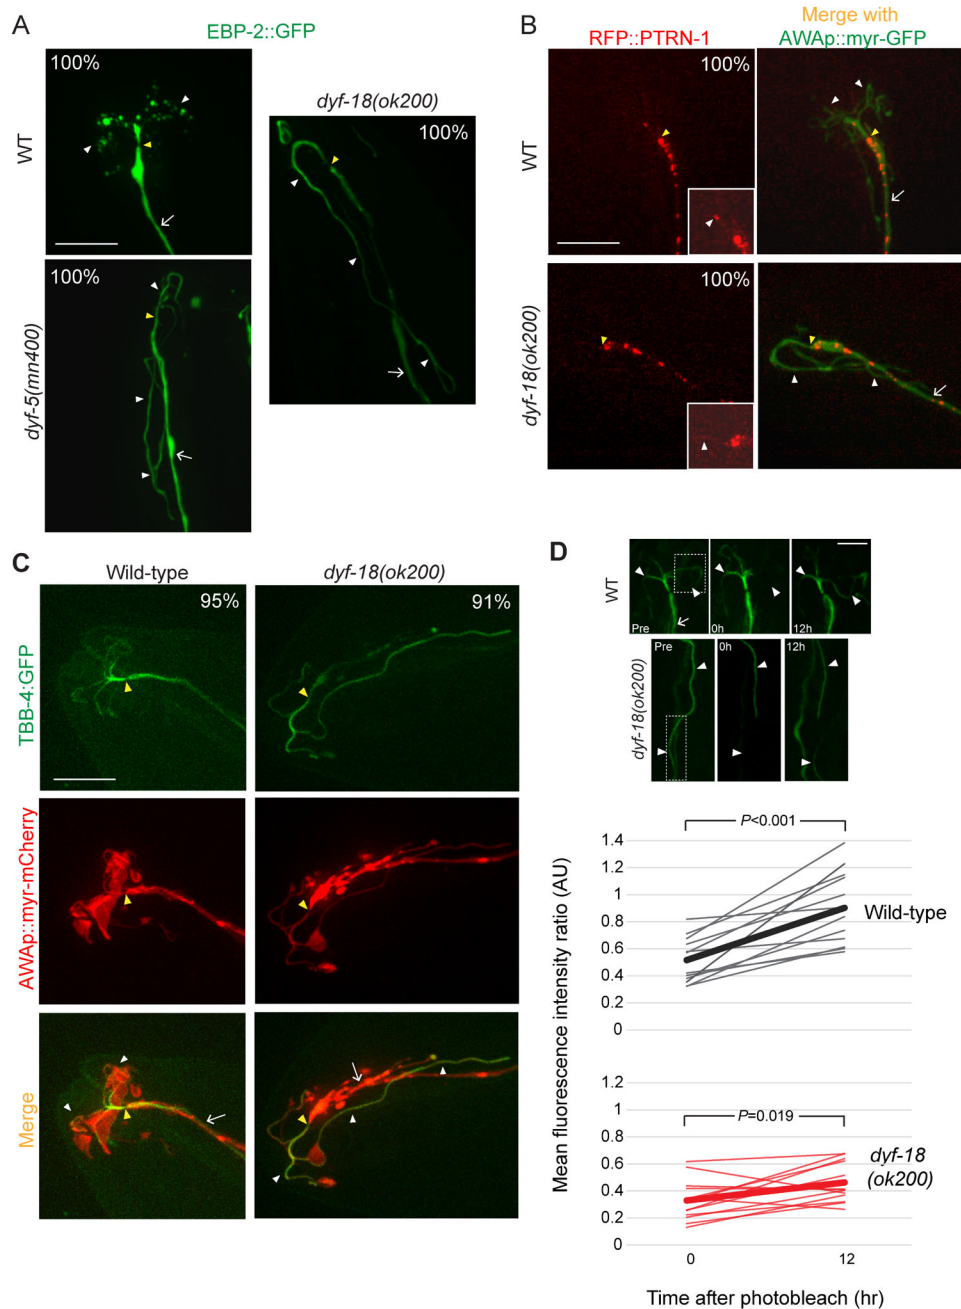 A
EBP-2::GFP
WT
100%
dyf-5(mn400)
100%
dyf-18(ok200)
100%
B
RFP::PTRN-1
Merge with
AWAp::myr-GFP
WT
100%
dyf-18(ok200)
100%
C
Wild-type
dyf-18(ok200)
TBB-4:GFP
95%
91%
AWAp::myr-mCherry
Merge
D
WT
Pre
0h
12h
dyf-18(ok200)
Pre
0h
12h
Mean fluorescence intensity ratio (AU)
P<0.001
1.4
1.2
1
0.8
0.6
0.4
0.2
0
Wild-type
1.2
1
P=0.019
0.8
0.6
0.4
0.2
0
dyf-18
(ok200)
0
12
Time after photobleach (hr)